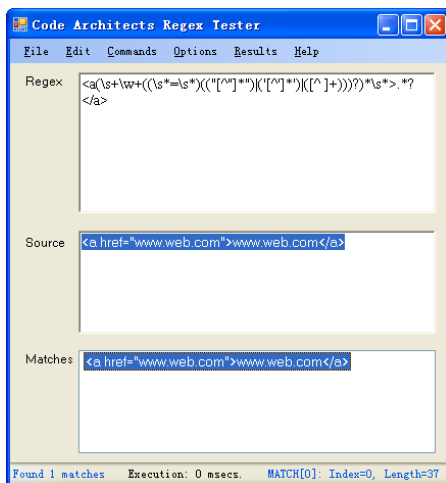 Code Architects Regex Tester
File Edit Commands Options Results Help
Regex
<a(\s+\w+((\s*=\s*)(("[^"]*")|('[^']*')|([^ ]+)))?)*\s*>.*?
</a>
Source
<a href="www.web.com">www.web.com</a>
Matches
<a href="www.web.com">www.web.com</a>
Found 1 matches Execution: 0 msecs. MATCH[0]: Index=0, Length=37